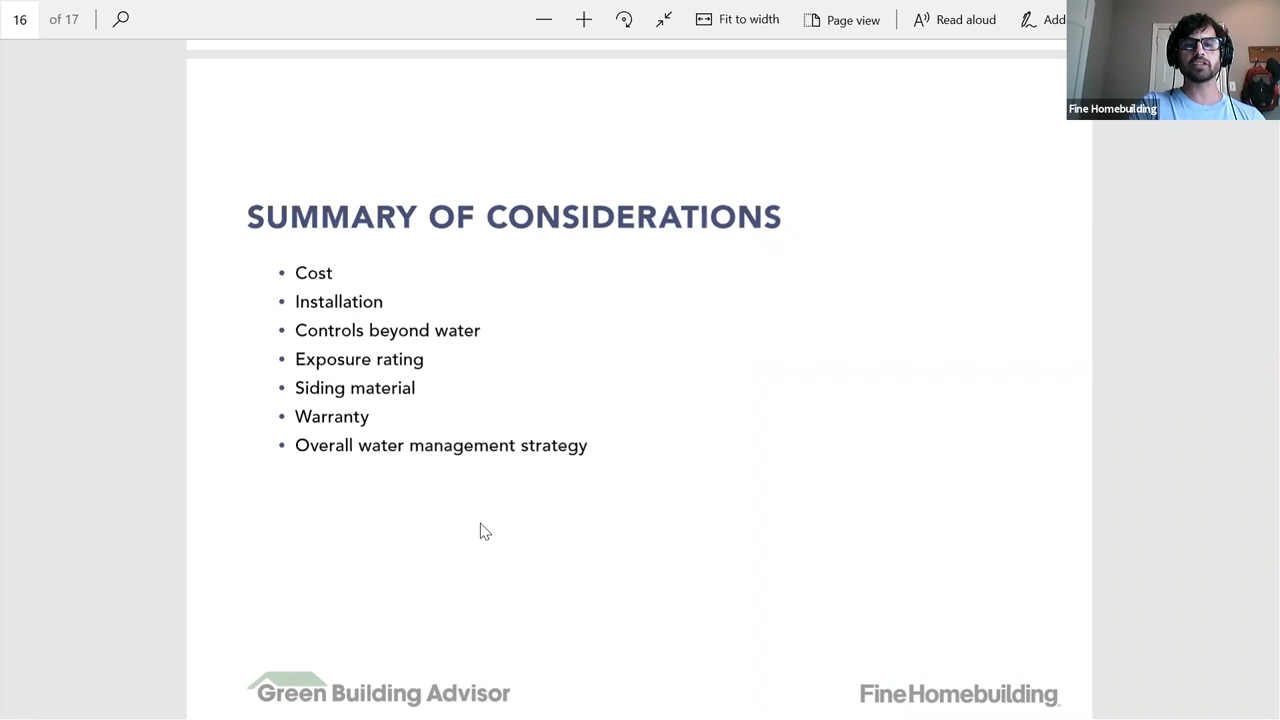 16 of 17 Fit to width Page view Read aloud Add
Fine Homebuilding
SUMMARY OF CONSIDERATIONS
• Cost
• Installation
• Controls beyond water
• Exposure rating
• Siding material
• Warranty
• Overall water management strategy
Green Building Advisor
FineHomebuilding